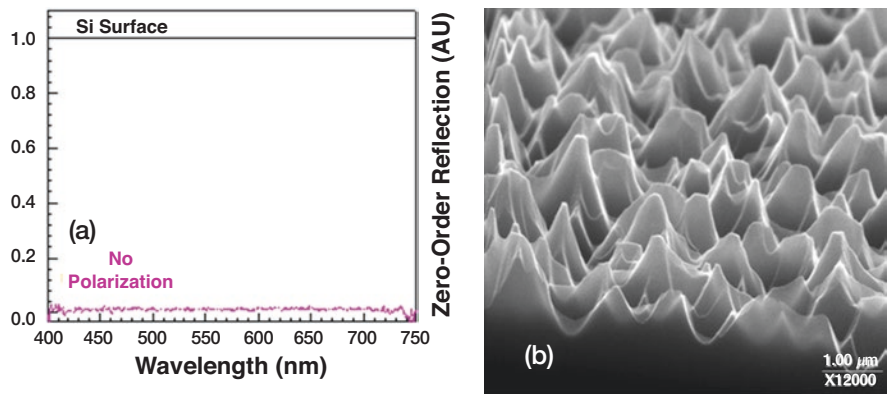 Si Surface
1.0
0.8
0.6
0.4
0.2
0.0
(a)
No
Polarization
400 450 500 550 600 650 700 750
Wavelength (nm)
Zero-Order Reflection (AU)
(b)
1.00 μm
X12000